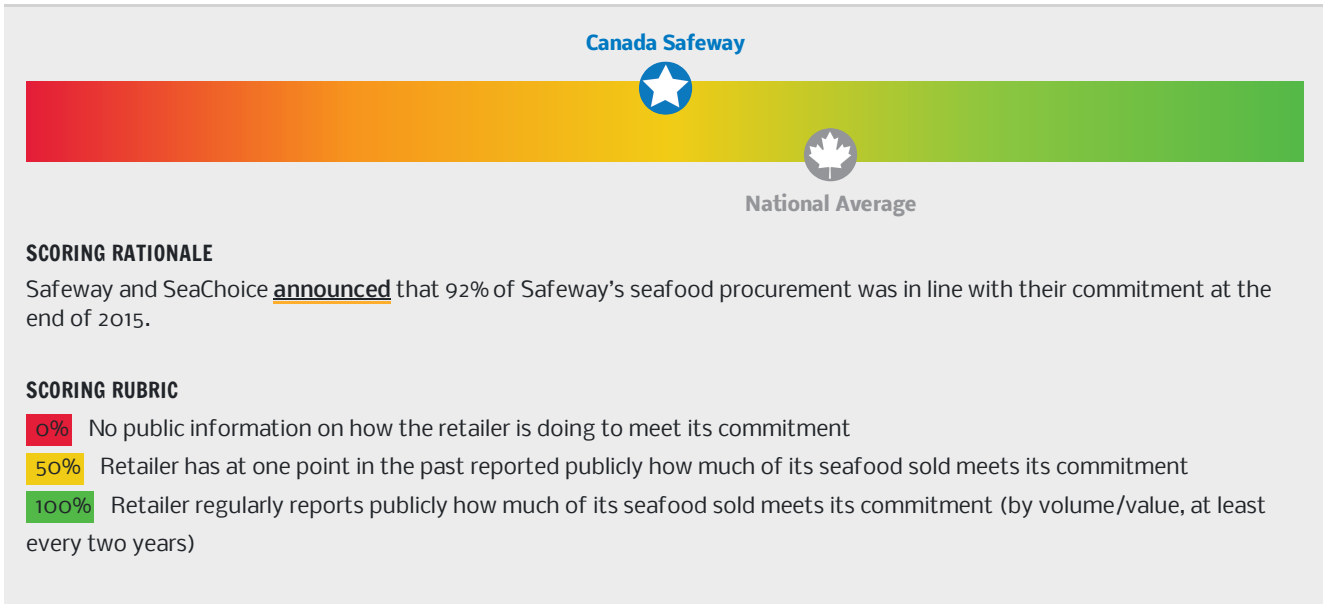 Canada Safeway
National Average
SCORING RATIONALE
Safeway and SeaChoice announced that 92% of Safeway's seafood procurement was in line with their commitment at the
end of 2015.
SCORING RUBRIC
0% No public information on how the retailer is doing to meet its commitment
50% Retailer has at one point in the past reported publicly how much of its seafood sold meets its commitment
100% Retailer regularly reports publicly how much of its seafood sold meets its commitment (by volume/value, at least
every two years)